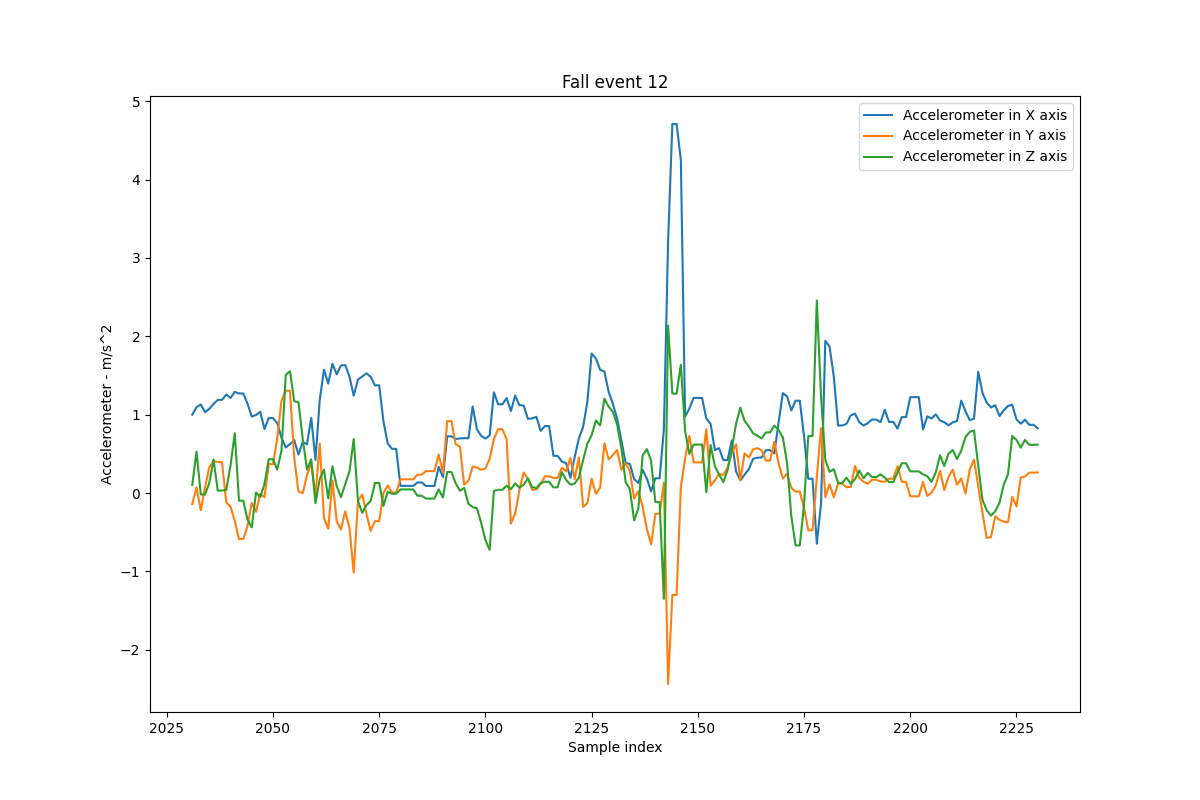 Fall event 12
Accelerometer in X axis
Accelerometer in Y axis
Accelerometer in Z axis
Accelerometer - m/s^2
5
4
3
2
1
0
−1
−2
2025 2050 2075 2100 2125 2150 2175 2200 2225
Sample index